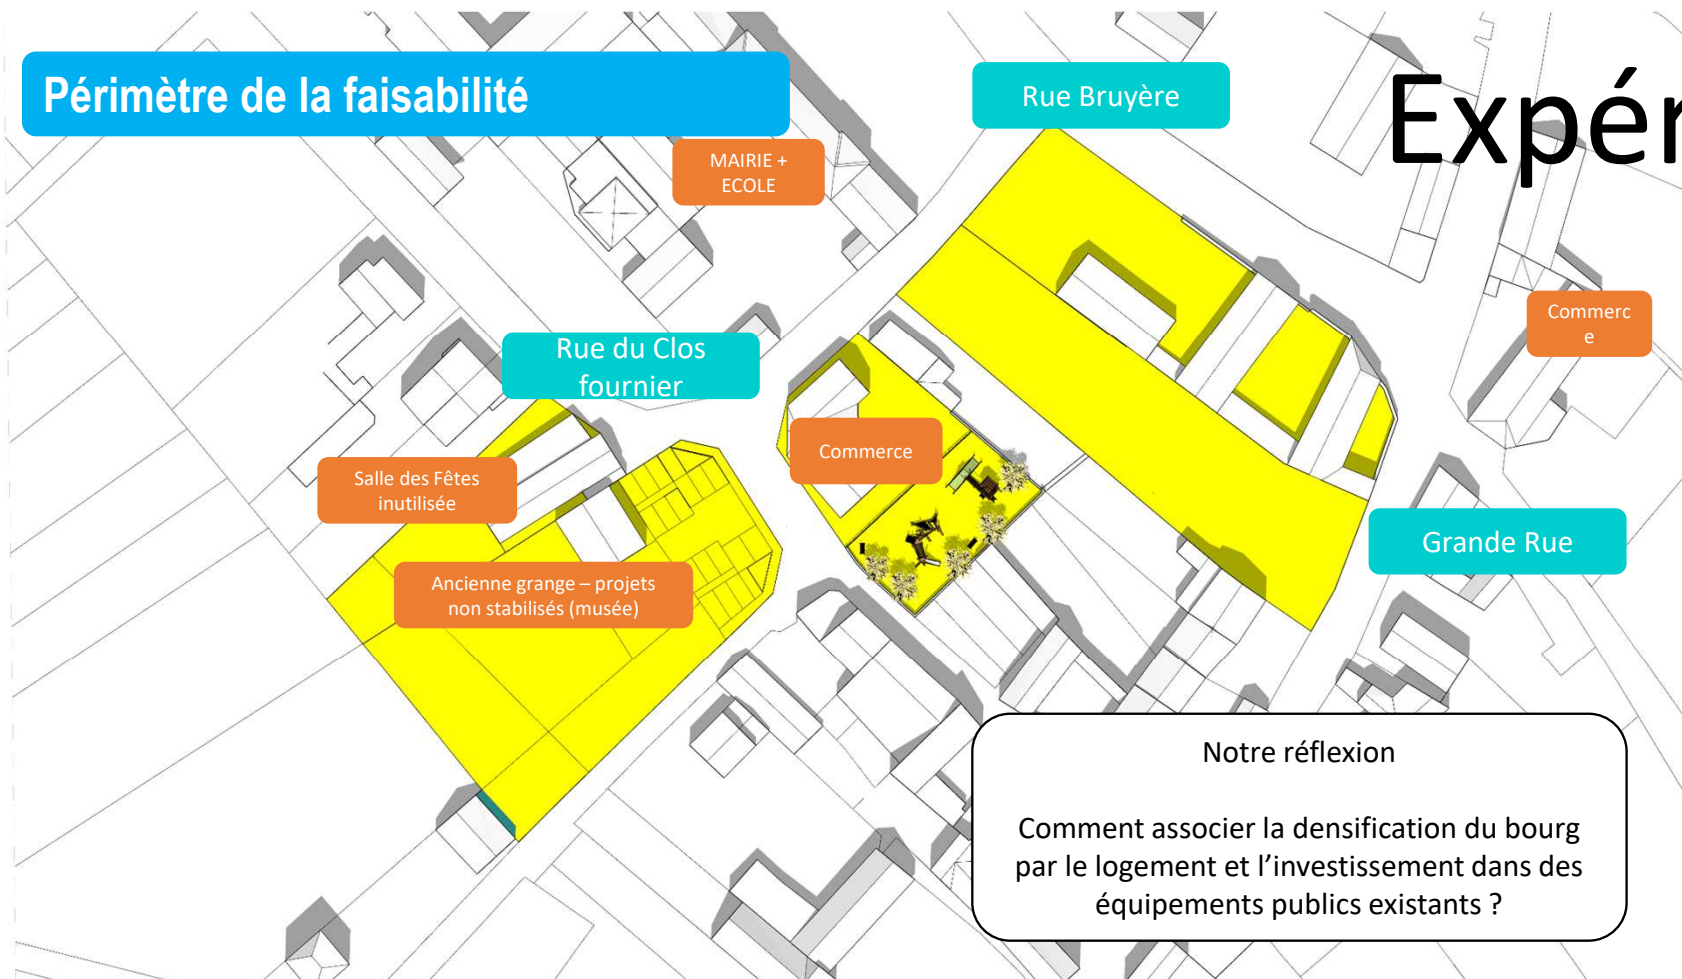 Périmètre de la faisabilité
Rue Bruyère
Expér
MAIRIE +
ECOLE
Commerc
e
Rue du Clos
fournier
Commerce
Salle des Fêtes
inutilisée
Grande Rue
Ancienne grange – projets
non stabilisés (musée)
Notre réflexion
Comment associer la densification du bourg
par le logement et l’investissement dans des
équipements publics existants ?